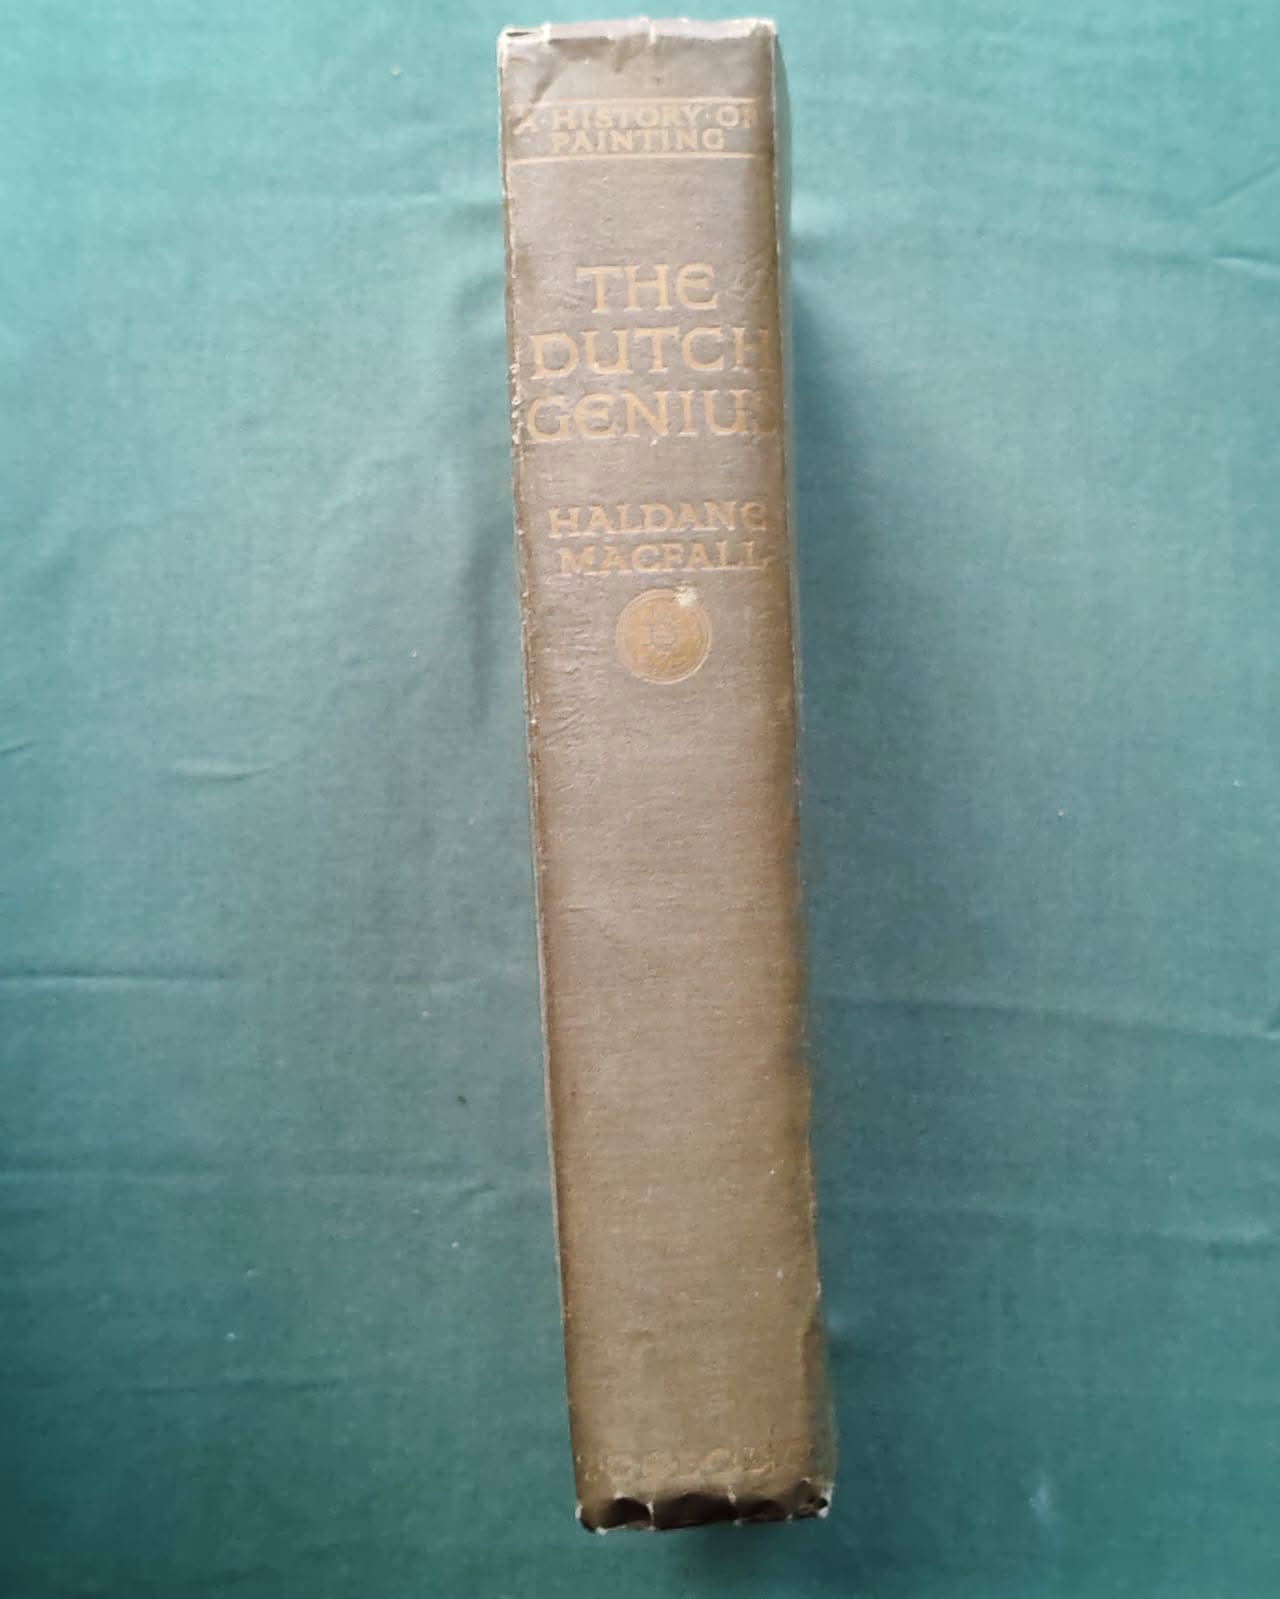 A HISTORY·OF
PAINTING
THE
DUTCH
GENIUS
HALDANE
MACFALL